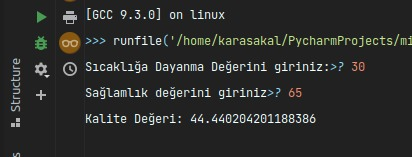 [GCC 9.3.0] on linux
>>> runfile('/home/karasakal/PycharmProjects/mi
Sıcaklığa Dayanma Değerini giriniz:>? 30
Sağlamlık değerini giriniz>? 65
Kalite Değeri: 44.440204201188386
Structure